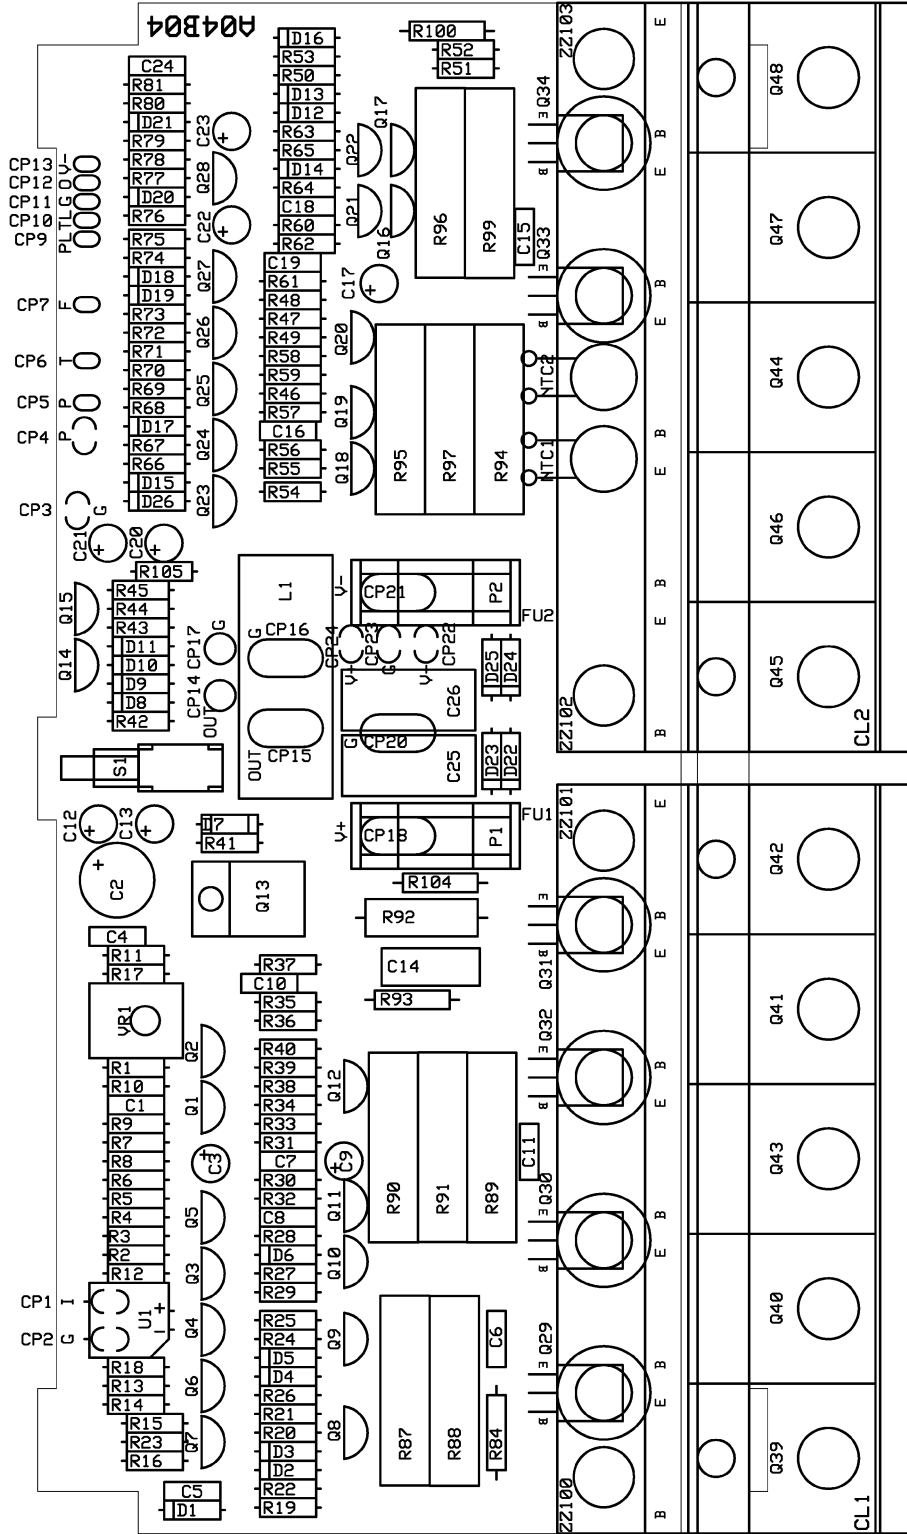 A04B04
C24
R81
R80
D21
R79
R78
R77
D20
R76
R75
R74
D18
D19
R73
R72
R71
R70
R69
R68
D17
R67
R66
D15
D26
CP13 V-
CP12 O
CP11 G
CP10 TL
CP9 PL
CP7 F
CP6 T
CP5 P
CP4 P
CP3 G
C23 +
Q28
C22 +
Q27
Q26
Q25
Q24
Q23
C21 +
C20 +
R105
D16
R53
R50
D13
D12
R63
R65
D14
R64
C18
R60
R62
C19
R61
R48
R47
R49
R58
R59
R46
R57
C16
R56
R55
R54
R100
R52
R51
Q17
Q22
Q21
Q16
C17 +
Q20
Q19
Q18
R96
R99
C15
R95
R97
R94
NTC2
NTC1
ZZ103
Q34
E
B
Q33
E
B
E
B
E
B
E
B
E
B
E
B
E
B
Q48
Q47
Q44
Q46
Q45
CL2
ZZ102
Q15
Q14
R45
R44
R43
D11
D10
D9
D8
R42
CP17 G
CP14 OUT
L1
G
CP16
OUT
CP15
V-
CP21
P2
FU2
CP24
CP23
CP22
V+
G
V-
D25
D24
C26
G
CP20
C25
D23
D22
S1
C12 +
C13 +
D7
R41
V+
CP18
P1
FU1
ZZ101
C2 +
Q13
R104
R92
C4
R11
R17
VR1
R1
R10
C1
R9
R7
R8
R6
R5
R4
R3
R2
R12
CP1 I
CP2 G
U1
+
-
R18
R13
R14
R15
R23
R16
C5
D1
Q2
Q1
C3 +
Q5
Q3
Q4
Q6
Q7
R37
C10
R35
R36
R40
R39
R38
R34
R33
R31
C7
R30
R32
C8
R28
D6
R27
R29
R25
R24
D5
D4
R26
R21
R20
D3
D2
R22
R19
C14
R93
Q12
C9 +
Q11
Q10
Q9
Q8
R90
R91
R89
C11
R87
R88
C6
R84
E
B
Q31
Q32
E
B
Q30
E
B
Q29
E
B
ZZ100
E
B
E
B
E
B
E
B
E
B
Q42
Q41
Q43
Q40
Q39
CL1